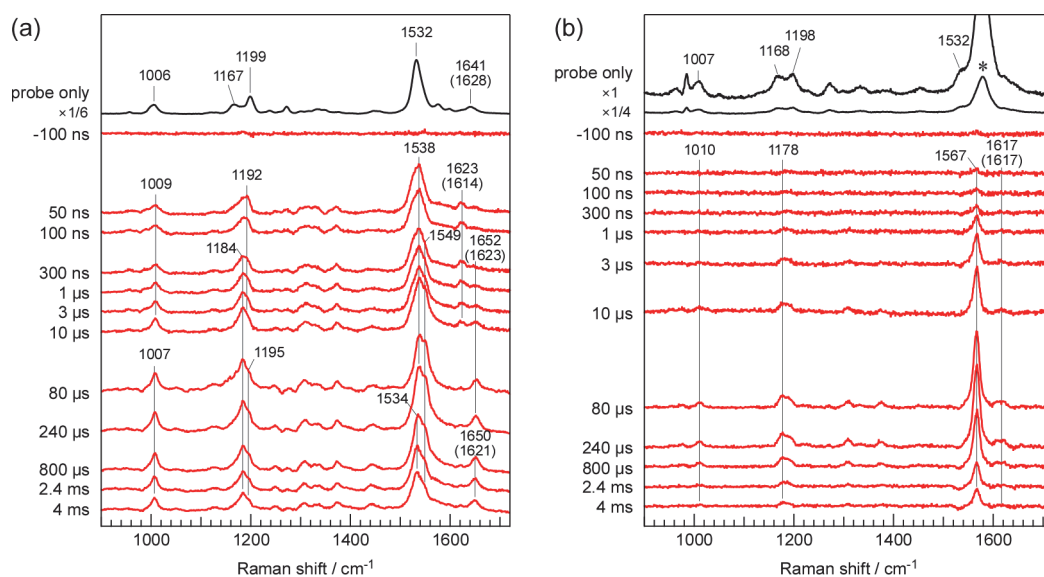 (a)
1532
1199
1641
(1628)
1006
1167
probe only
×1/6
-100 ns
1538
1623
(1614)
1192
1009
50 ns
100 ns
1549
1652
(1623)
1184
300 ns
1 µs
3 µs
10 µs
1007
1195
80 µs
1534
1650
(1621)
240 µs
800 µs
2.4 ms
4 ms
1000
1200
1400
1600
Raman shift / cm-1
(b)
1198
1168
1532
1007
*
probe only
×1
×1/4
-100 ns
1617
(1617)
1010
1178
1567
50 ns
100 ns
300 ns
1 µs
3 µs
10 µs
80 µs
240 µs
800 µs
2.4 ms
4 ms
1000
1200
1400
1600
Raman shift / cm-1